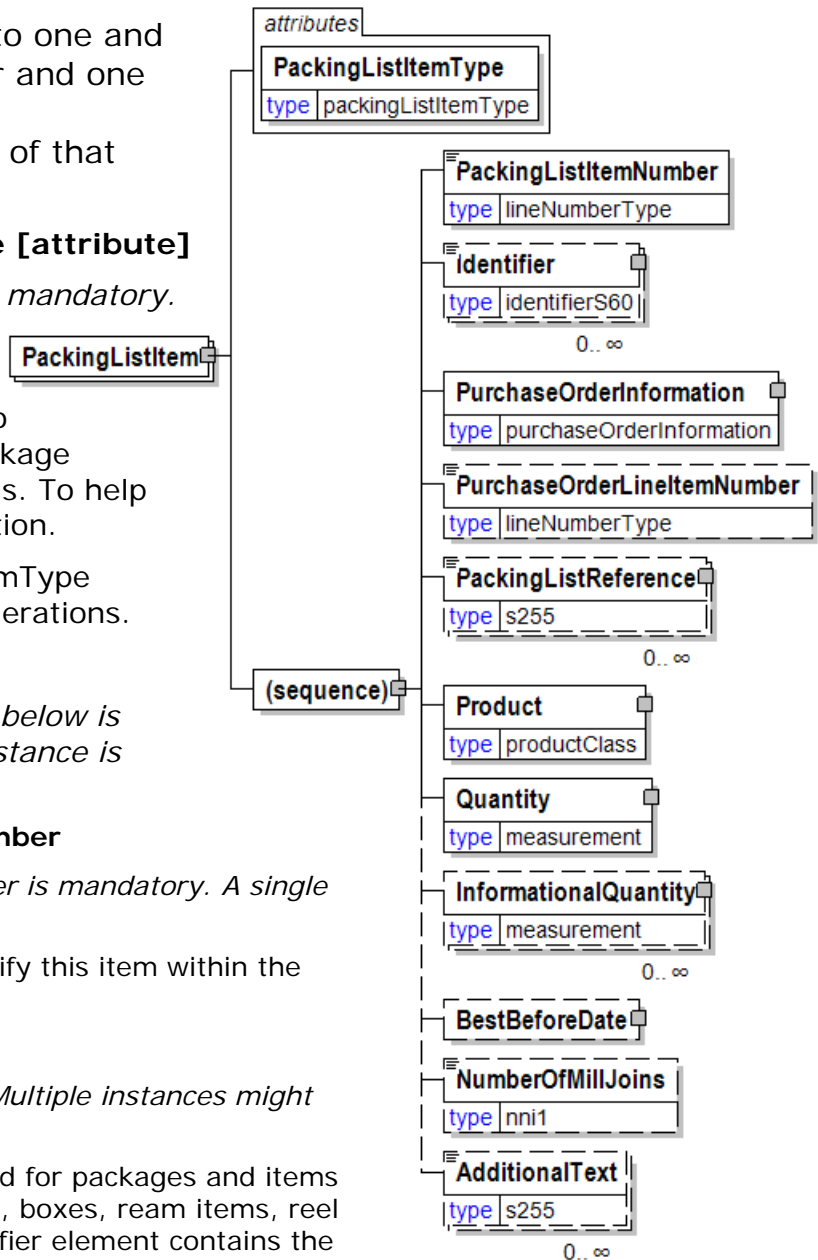 to one and
r and one
of that
e [attribute]
mandatory.
o
kage
s. To help
tion.
mType
erations.
below is
stance is
nber
er is mandatory. A single
ify this item within the
Multiple instances might
d for packages and items
, boxes, ream items, reel
ifier element contains the
attributes
PackingListItemType
type packingListItemType
PackingListItem
(sequence)
PackingListItemNumber
type lineNumberType
Identifier
type identifierS60
0.. ∞
PurchaseOrderInformation
type purchaseOrderInformation
PurchaseOrderLineItemNumber
type lineNumberType
PackingListReference
type s255
0.. ∞
Product
type productClass
Quantity
type measurement
InformationalQuantity
type measurement
0.. ∞
BestBeforeDate
NumberOfMillJoins
type nni1
AdditionalText
type s255
0.. ∞